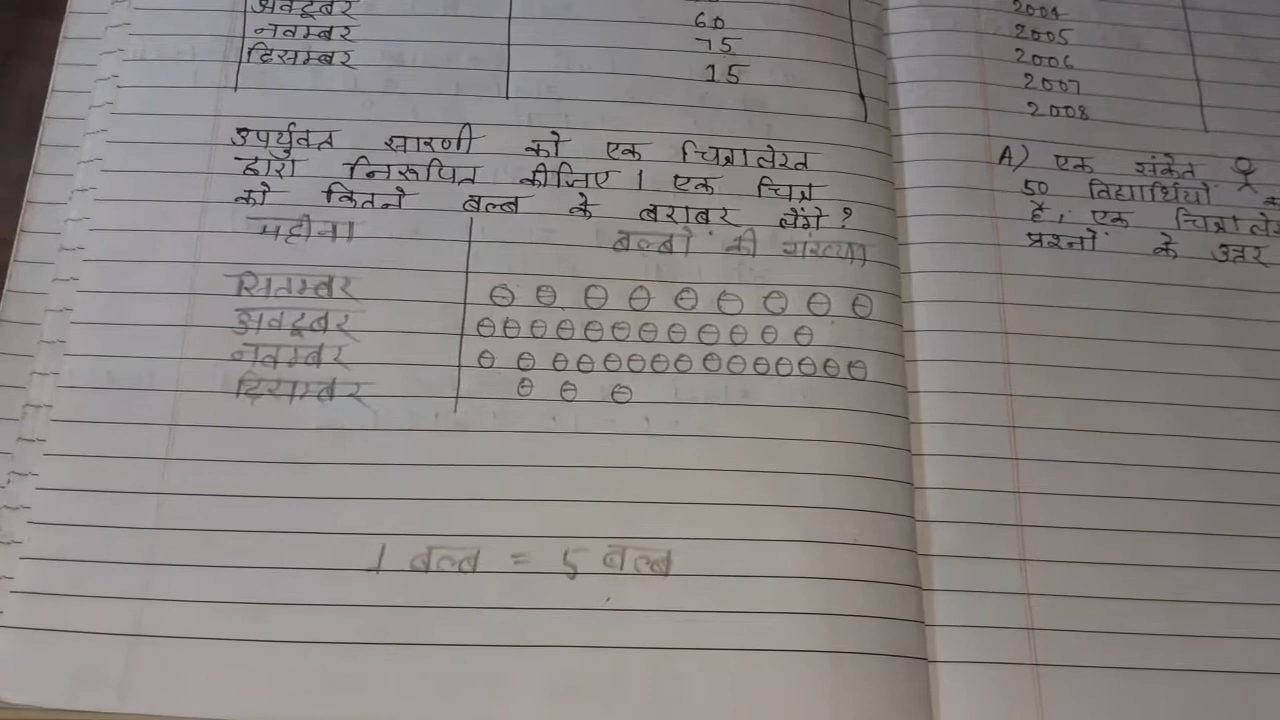 अक्टूबर 60
नवम्बर 75
दिसम्बर 15
उपर्युक्त सारणी को एक चित्रालेख
द्वारा निरूपित कीजिए । एक चित्र
को कितने बल्ब के बराबर लेंगे ?
महीना बल्बों की संख्या
सितम्बर
अक्टूबर
नवम्बर
दिसम्बर
1 बल्ब = 5 बल्ब
2004
2005
2006
2007
2008
A) एक संकेत
50 विद्यार्थियों
है, एक चित्राले
प्रश्नों के उत्तर